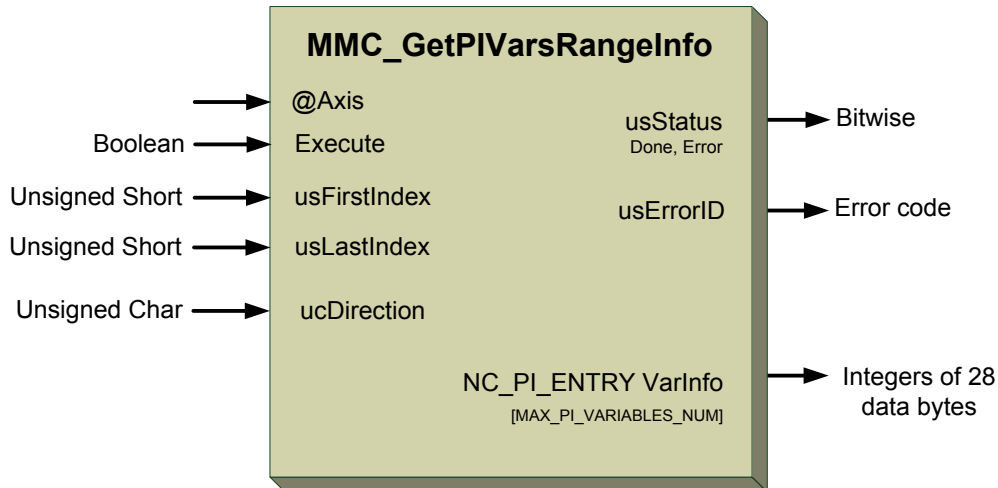 MMC_GetPIVarsRangeInfo
@Axis
Boolean
Execute
usStatus
Done, Error
Bitwise
Unsigned Short
usFirstIndex
usErrorID
Error code
Unsigned Short
usLastIndex
Unsigned Char
ucDirection
NC_PI_ENTRY VarInfo
[MAX_PI_VARIABLES_NUM]
Integers of 28
data bytes